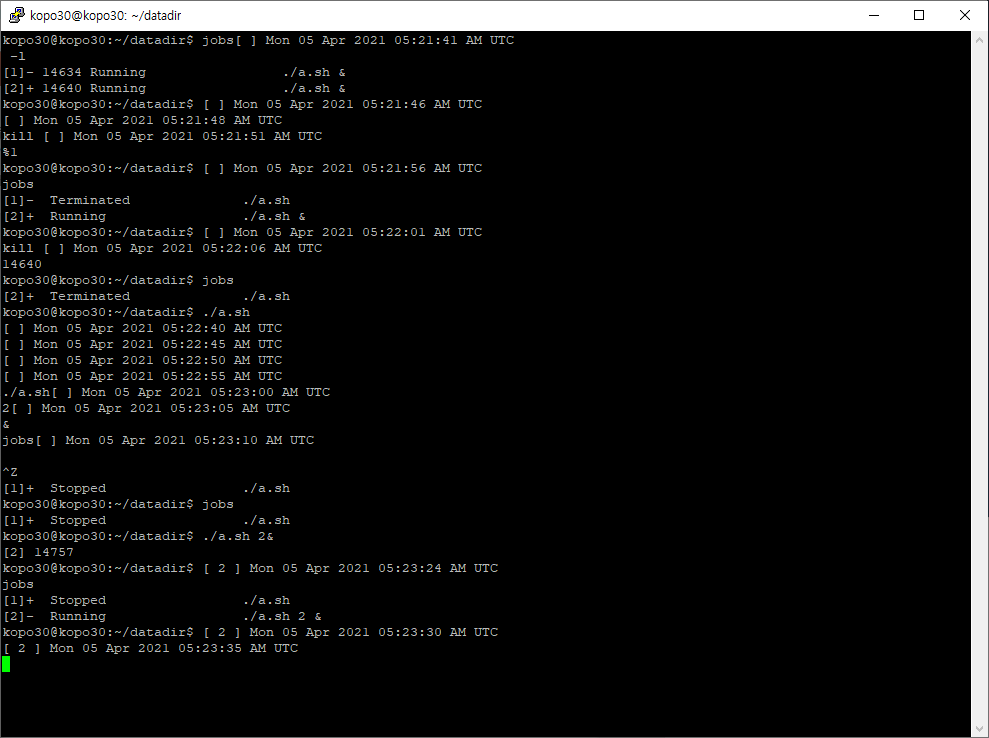 kopo30@kopo30: ~/datadir
kopo30@kopo30:~/datadir$ jobs[ ] Mon 05 Apr 2021 05:21:41 AM UTC
 -l
[1]- 14634 Running                 ./a.sh &
[2]+ 14640 Running                 ./a.sh &
kopo30@kopo30:~/datadir$ [ ] Mon 05 Apr 2021 05:21:46 AM UTC
[ ] Mon 05 Apr 2021 05:21:48 AM UTC
kill [ ] Mon 05 Apr 2021 05:21:51 AM UTC
%1
kopo30@kopo30:~/datadir$ [ ] Mon 05 Apr 2021 05:21:56 AM UTC
jobs
[1]-  Terminated              ./a.sh
[2]+  Running                 ./a.sh &
kopo30@kopo30:~/datadir$ [ ] Mon 05 Apr 2021 05:22:01 AM UTC
kill [ ] Mon 05 Apr 2021 05:22:06 AM UTC
14640
kopo30@kopo30:~/datadir$ jobs
[2]+  Terminated              ./a.sh
kopo30@kopo30:~/datadir$ ./a.sh
[ ] Mon 05 Apr 2021 05:22:40 AM UTC
[ ] Mon 05 Apr 2021 05:22:45 AM UTC
[ ] Mon 05 Apr 2021 05:22:50 AM UTC
[ ] Mon 05 Apr 2021 05:22:55 AM UTC
./a.sh[ ] Mon 05 Apr 2021 05:23:00 AM UTC
2[ ] Mon 05 Apr 2021 05:23:05 AM UTC
&
jobs[ ] Mon 05 Apr 2021 05:23:10 AM UTC
^Z
[1]+  Stopped                 ./a.sh
kopo30@kopo30:~/datadir$ jobs
[1]+  Stopped                 ./a.sh
kopo30@kopo30:~/datadir$ ./a.sh 2&
[2] 14757
kopo30@kopo30:~/datadir$ [ 2 ] Mon 05 Apr 2021 05:23:24 AM UTC
jobs
[1]+  Stopped                 ./a.sh
[2]-  Running                 ./a.sh 2 &
kopo30@kopo30:~/datadir$ [ 2 ] Mon 05 Apr 2021 05:23:30 AM UTC
[ 2 ] Mon 05 Apr 2021 05:23:35 AM UTC